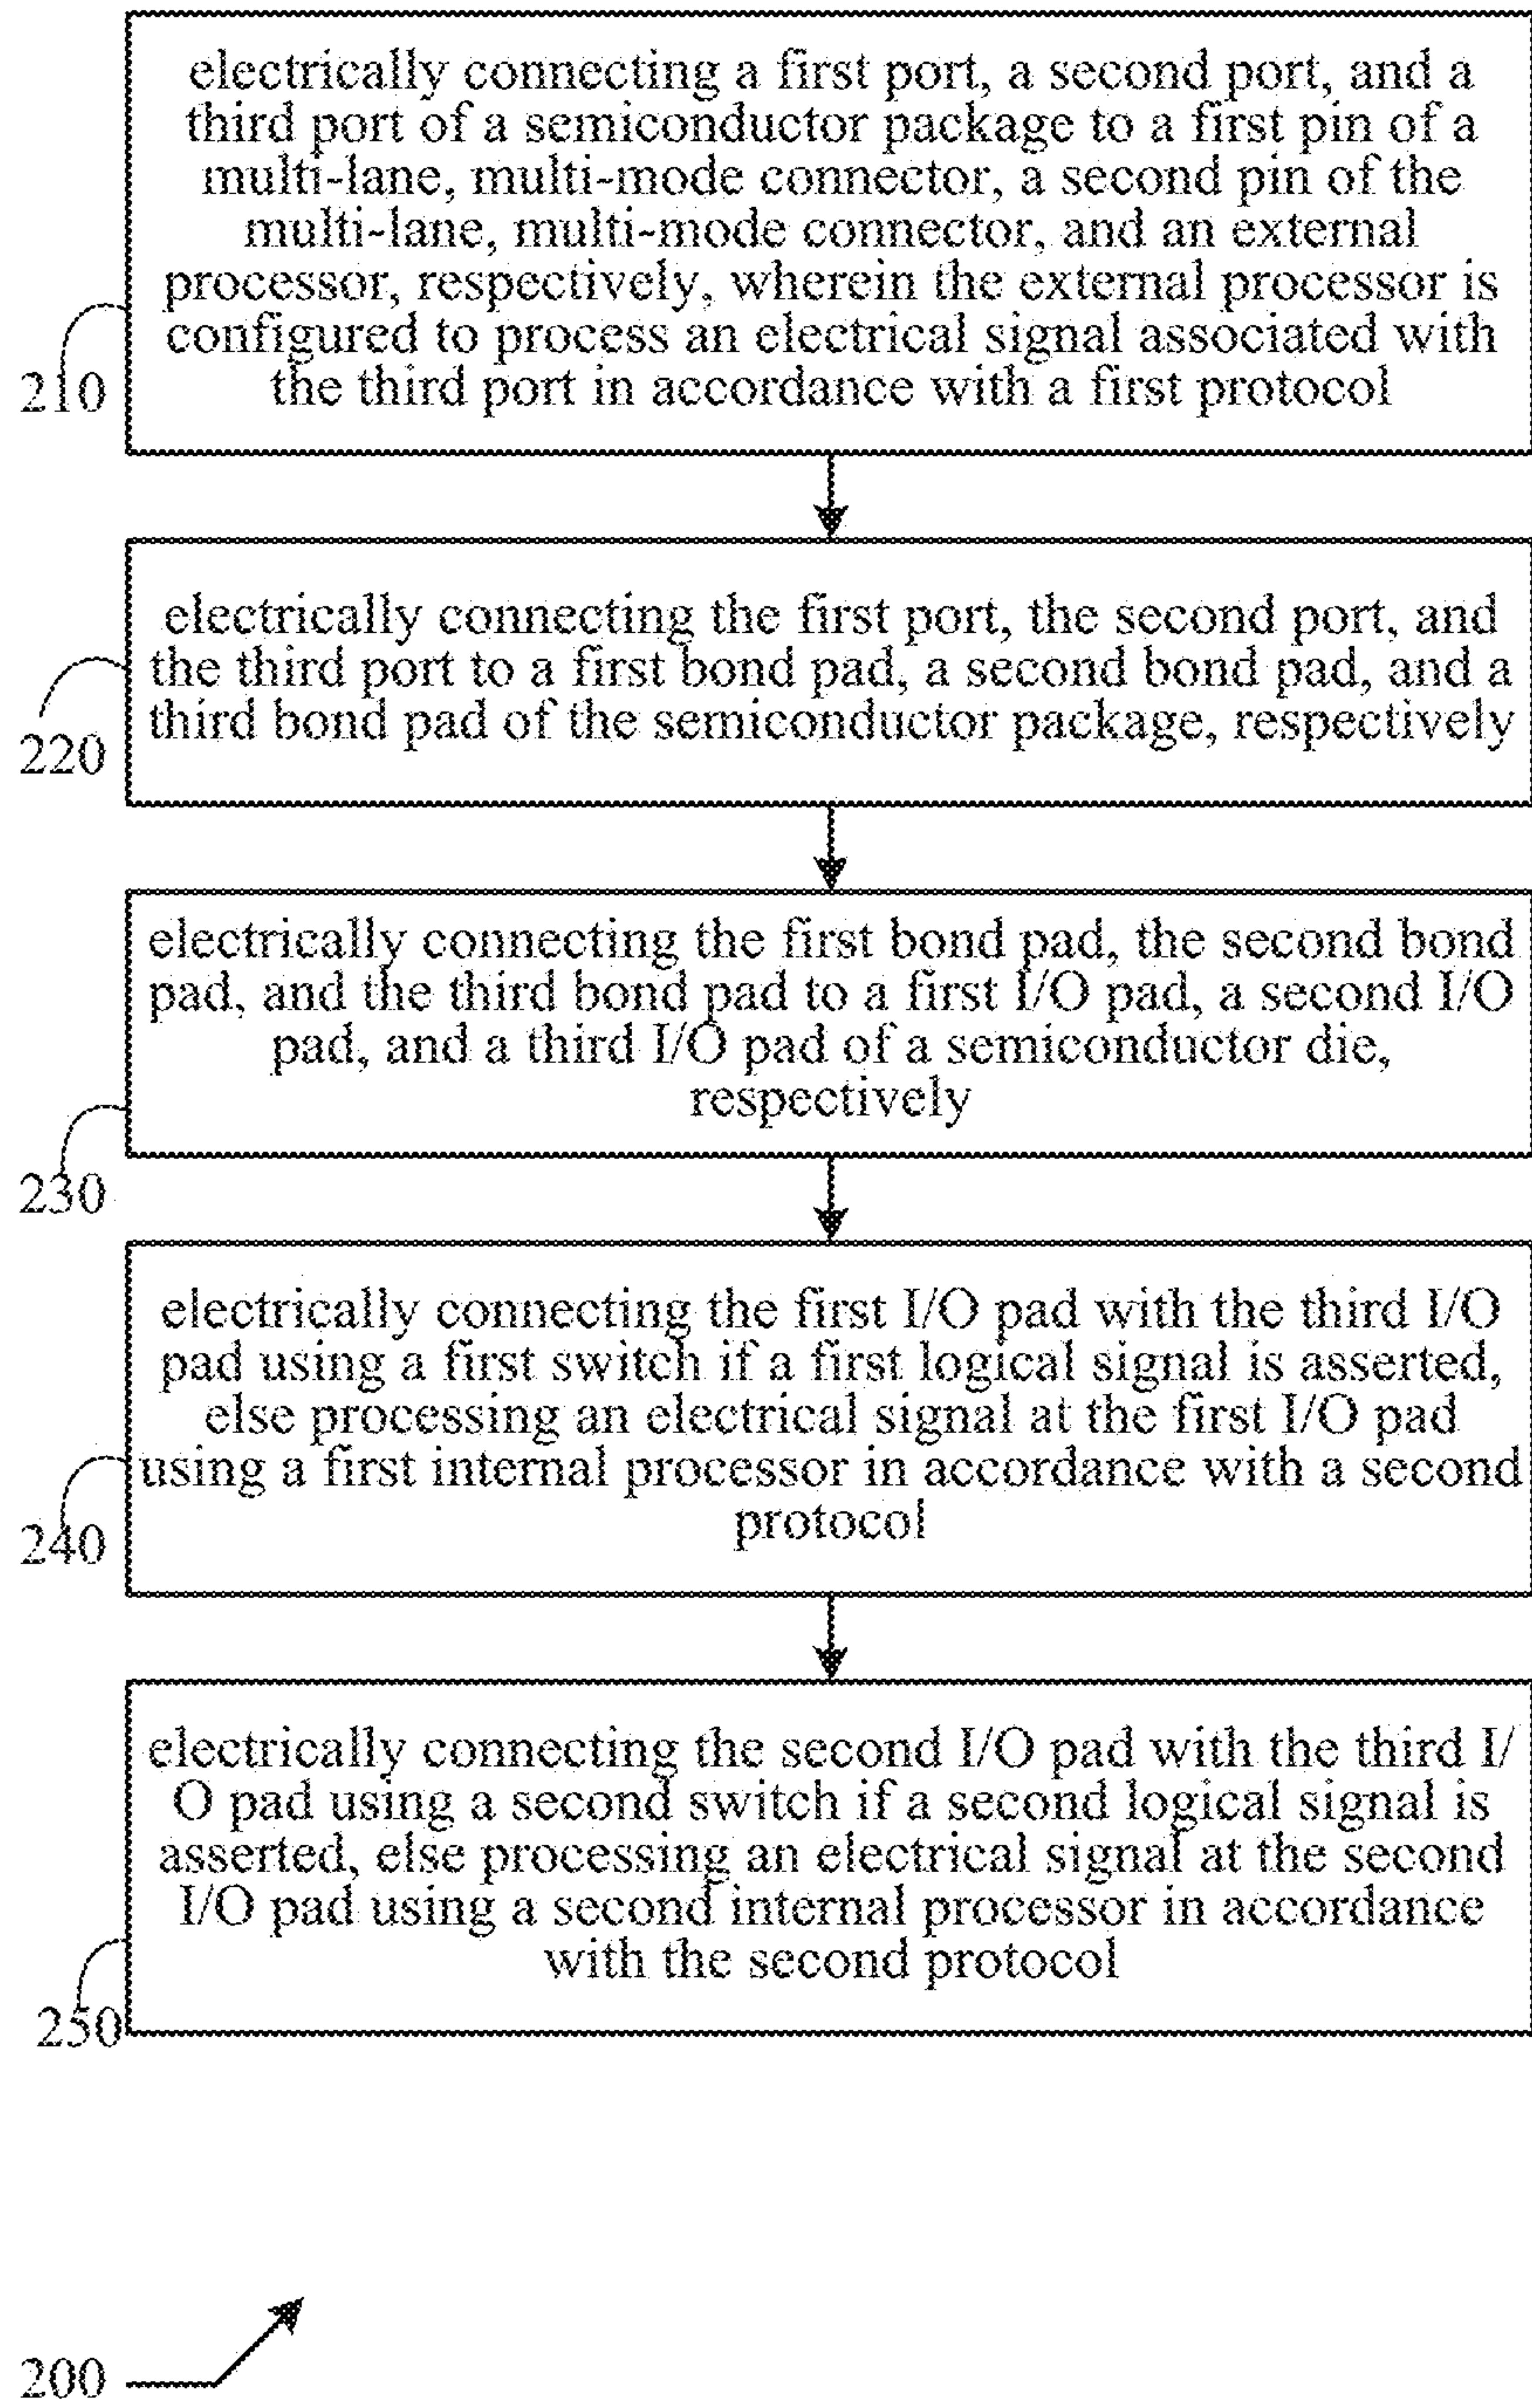 electrically connecting a first port, a second port, and a
third port of a semiconductor package to a first pin of a
multi-lane, multi-mode connector, a second pin of the
multi-lane, multi-mode connector, and an external
processor, respectively, wherein the external processor is
configured to process an electrical signal associated with
the third port in accordance with a first protocol
210
electrically connecting the first port, the second port, and
the third port to a first bond pad, a second bond pad, and a
third bond pad of the semiconductor package, respectively
220
electrically connecting the first bond pad, the second bond
pad, and the third bond pad to a first I/O pad, a second I/O
pad, and a third I/O pad of a semiconductor die,
respectively
230
electrically connecting the first I/O pad with the third I/O
pad using a first switch if a first logical signal is asserted,
else processing an electrical signal at the first I/O pad
using a first internal processor in accordance with a second
protocol
240
electrically connecting the second I/O pad with the third I/
O pad using a second switch if a second logical signal is
asserted, else processing an electrical signal at the second
I/O pad using a second internal processor in accordance
with the second protocol
250
200